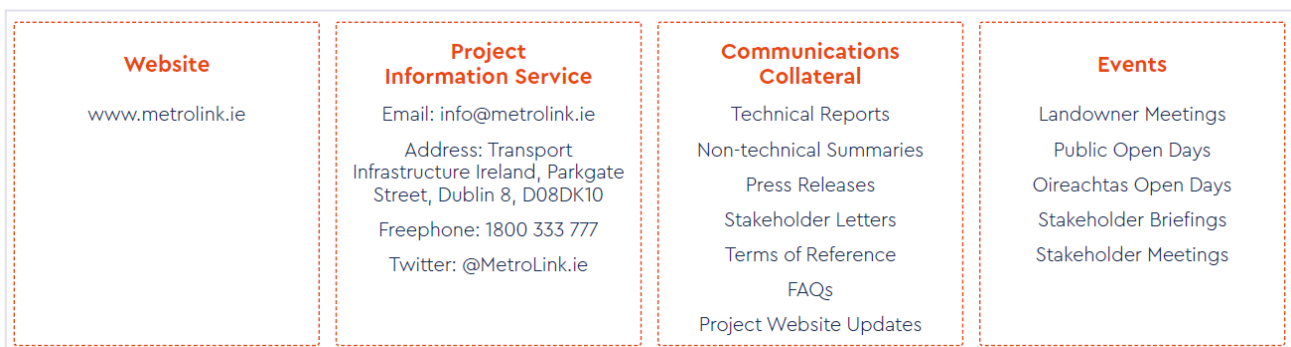 Website
www.metrolink.ie
Project
Information Service
Email: info@metrolink.ie
Address: Transport
Infrastructure Ireland, Parkgate
Street, Dublin 8, D08DK10
Freephone: 1800 333 777
Twitter: @MetroLink.ie
Communications
Collateral
Technical Reports
Non-technical Summaries
Press Releases
Stakeholder Letters
Terms of Reference
FAQs
Project Website Updates
Events
Landowner Meetings
Public Open Days
Oireachtas Open Days
Stakeholder Briefings
Stakeholder Meetings